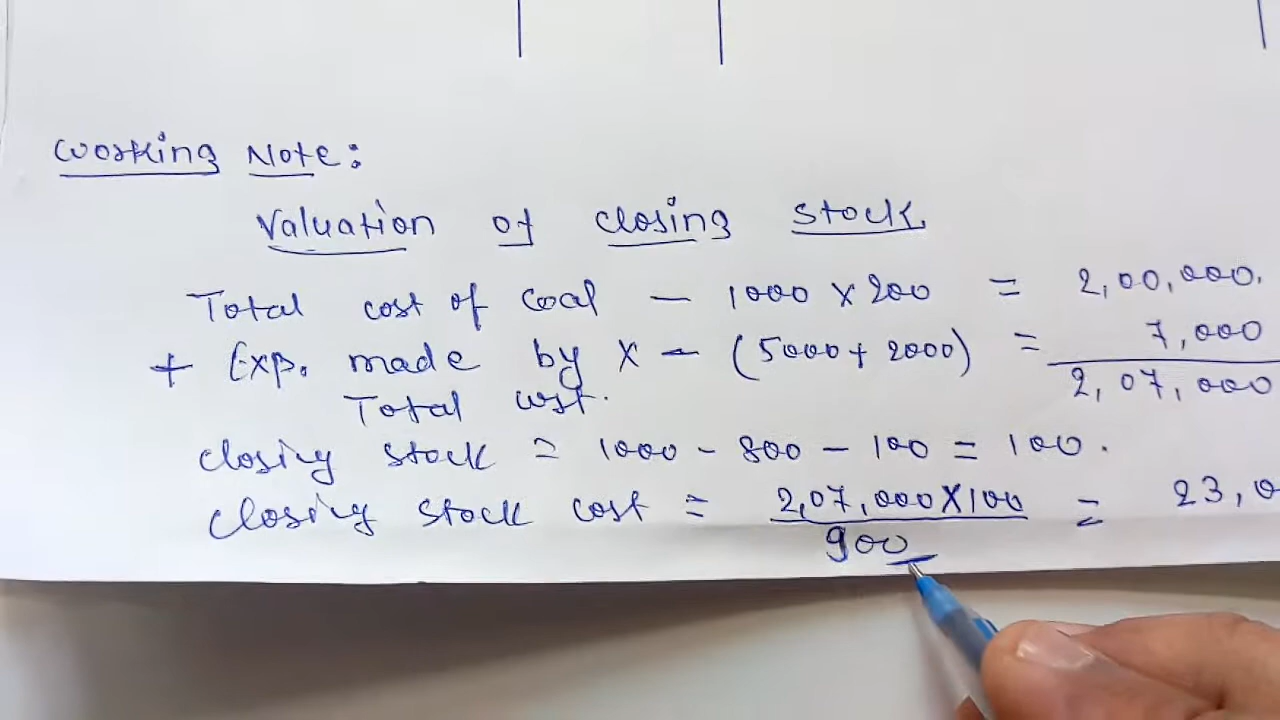 Working Note:
Valuation of closing stock.
Total cost of coal - 1000 X 200 = 2,00,000.
+ Exp. made by X - (5000 + 2000) = 7,000
Total cost. 2,07,000
closing stock = 1000 - 800 - 100 = 100.
closing stock cost = 2,07,000 X 100 = 23,0
900